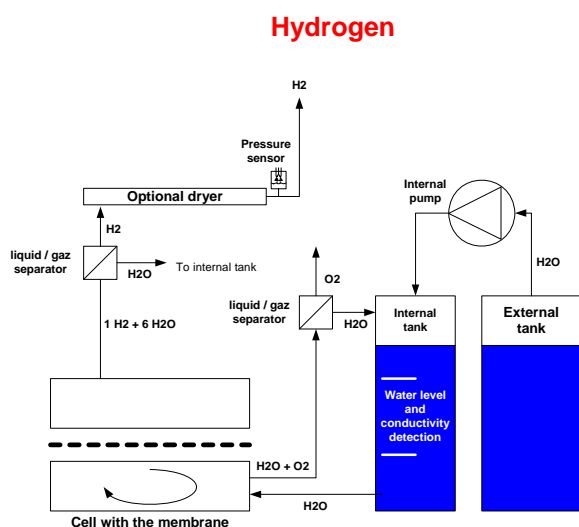 Hydrogen
H2
Pressure
sensor
Optional dryer
Internal
pump
H2
liquid / gaz
separator
H2O
To internal tank
H2O
O2
liquid / gaz
separator
H2O
Internal
tank
External
tank
1 H2 + 6 H2O
Water level
and
conductivity
detection
H2O + O2
H2O
Cell with the membrane